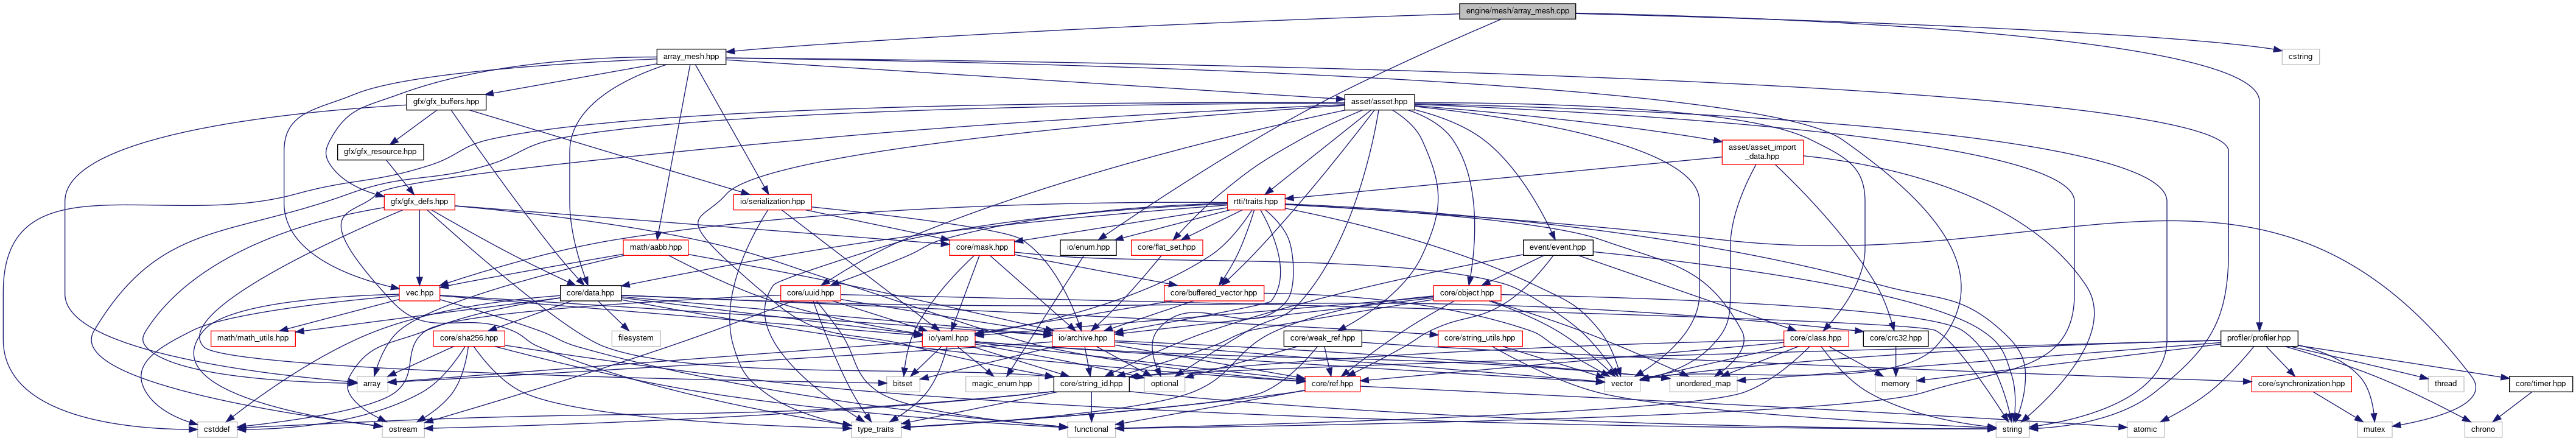 engine/mesh/array_mesh.cpp
array_mesh.hpp
cstring
gfx/gfx_buffers.hpp
asset/asset.hpp
gfx/gfx_resource.hpp
asset/asset_import
_data.hpp
gfx/gfx_defs.hpp
io/serialization.hpp
rtti/traits.hpp
math/aabb.hpp
core/mask.hpp
io/enum.hpp
core/flat_set.hpp
event/event.hpp
vec.hpp
core/data.hpp
core/uuid.hpp
core/buffered_vector.hpp
core/object.hpp
math/math_utils.hpp
core/sha256.hpp
filesystem
io/yaml.hpp
io/archive.hpp
core/weak_ref.hpp
core/string_utils.hpp
core/class.hpp
core/crc32.hpp
profiler/profiler.hpp
array
bitset
magic_enum.hpp
core/string_id.hpp
optional
core/ref.hpp
vector
unordered_map
memory
core/synchronization.hpp
thread
core/timer.hpp
cstddef
ostream
type_traits
functional
string
atomic
mutex
chrono